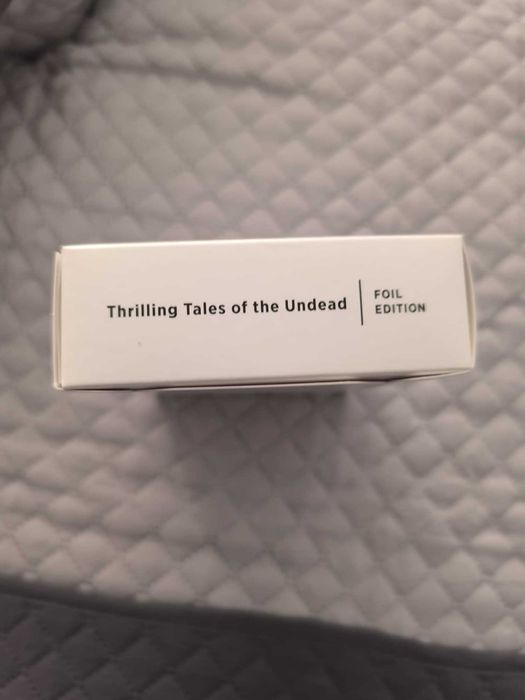 Thrilling Tales of the Undead
FOIL
EDITION